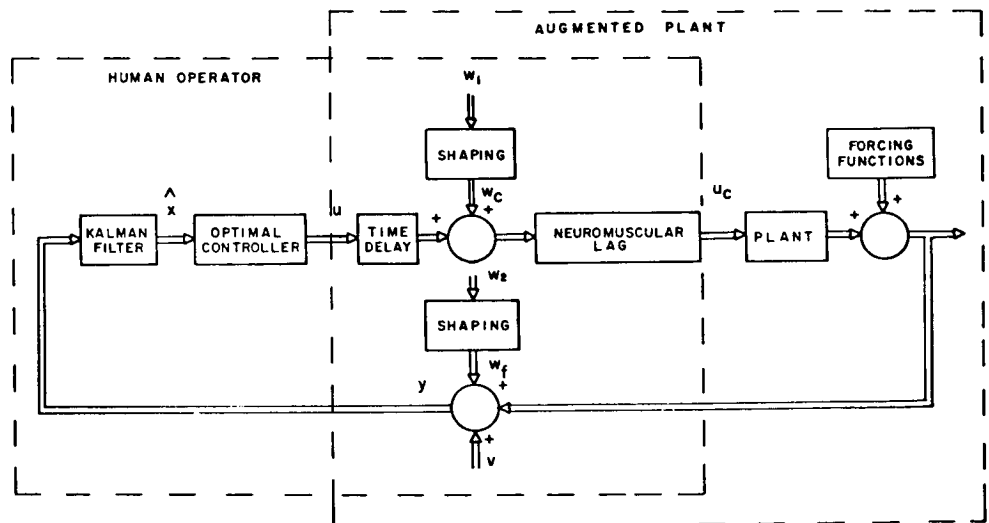 AUGMENTED PLANT
HUMAN OPERATOR
w1
SHAPING
FORCING
FUNCTIONS
wC
+
+
uC
^
x
u
KALMAN
FILTER
OPTIMAL
CONTROLLER
TIME
DELAY
+
+
NEUROMUSCULAR
LAG
PLANT
w2
SHAPING
wf
+
y
+
v